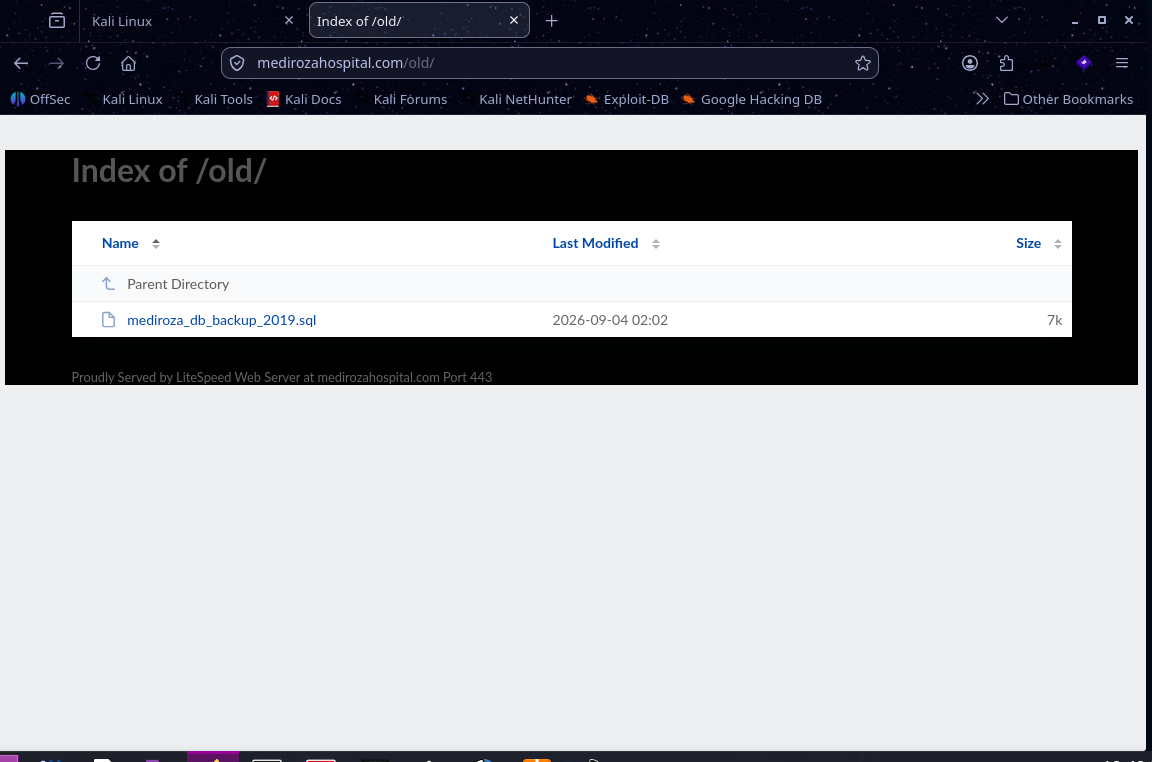 Kali Linux
Index of /old/
medirozahospital.com/old/
OffSec Kali Linux Kali Tools Kali Docs Kali Forums Kali NetHunter Exploit-DB Google Hacking DB Other Bookmarks
Index of /old/
Name Last Modified Size
Parent Directory
mediroza_db_backup_2019.sql 2026-09-04 02:02 7k
Proudly Served by LiteSpeed Web Server at medirozahospital.com Port 443